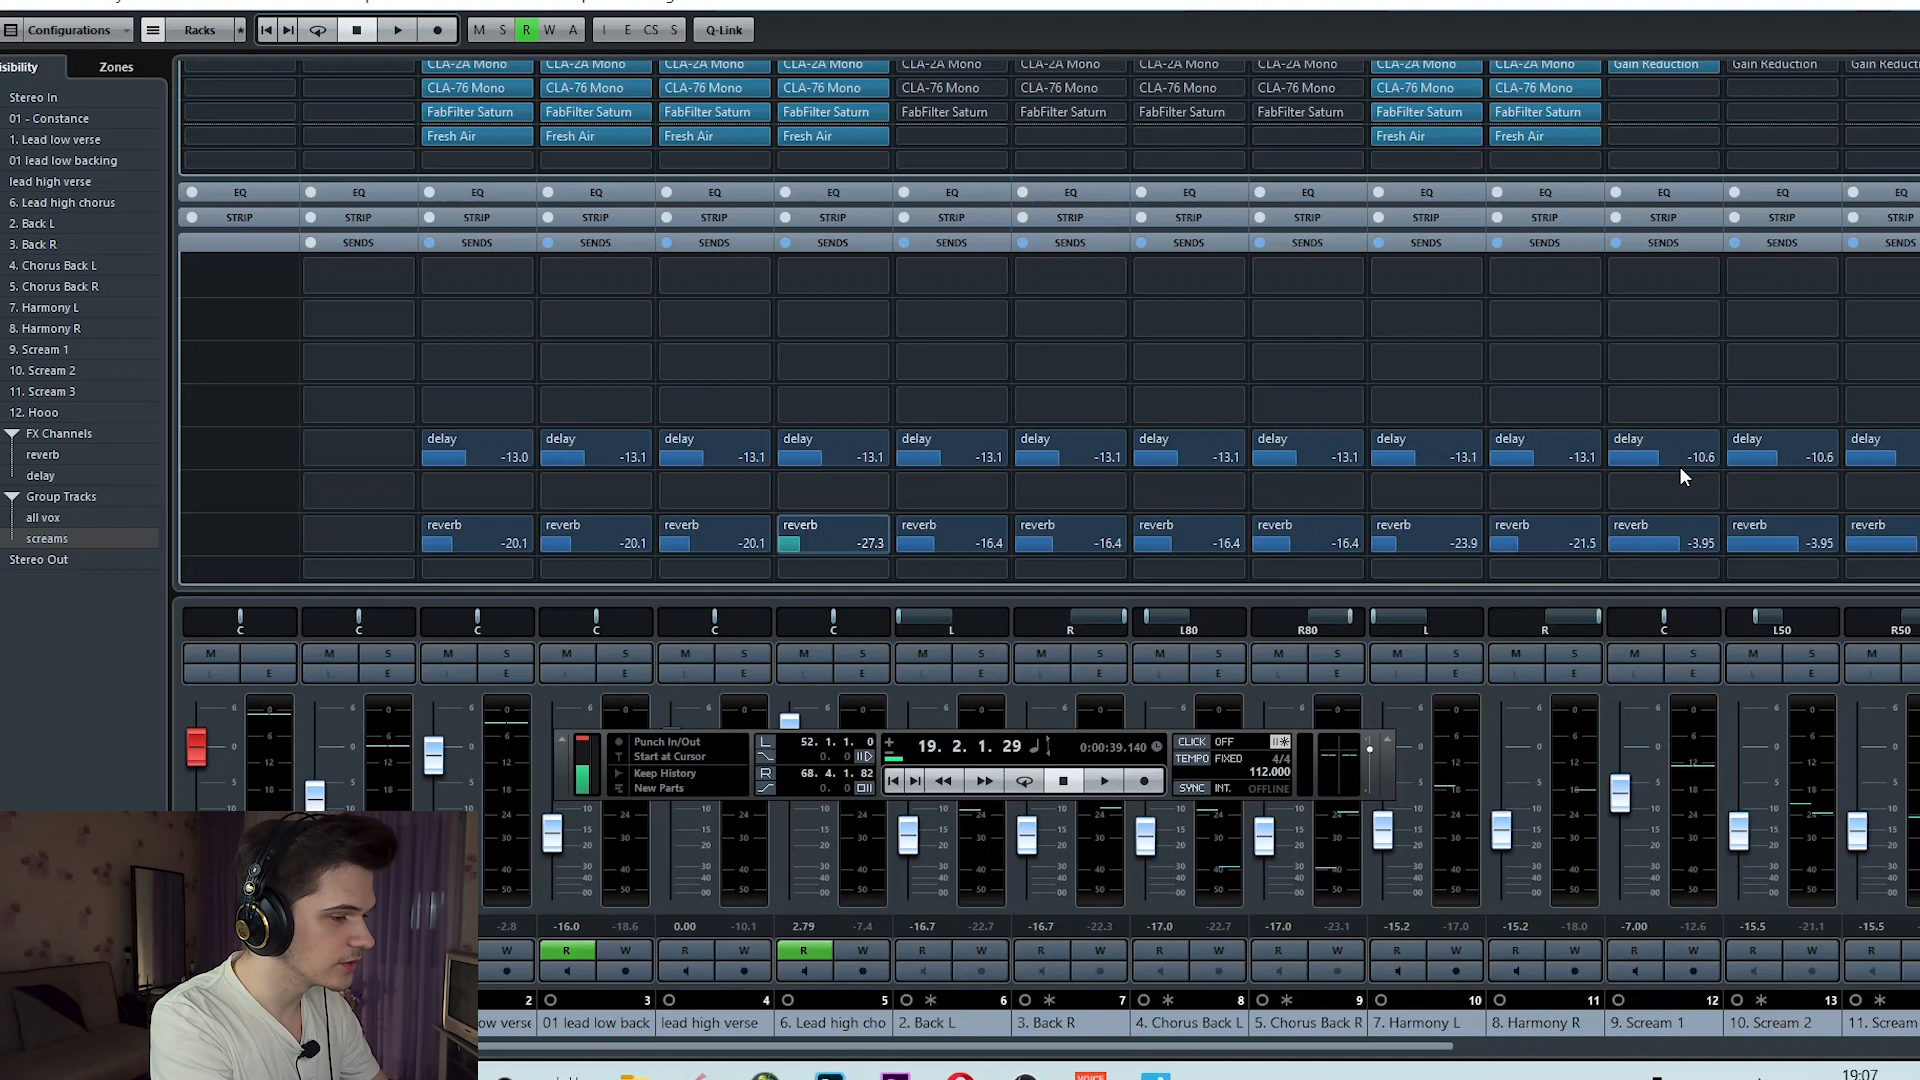 Configurations
Racks
M S R W A
I E CS S
Q-Link
isibility
Zones
Stereo In
01 - Constance
1. Lead low verse
01 lead low backing
lead high verse
6. Lead high chorus
2. Back L
3. Back R
4. Chorus Back L
5. Chorus Back R
7. Harmony L
8. Harmony R
9. Scream 1
10. Scream 2
11. Scream 3
12. Hooo
FX Channels
reverb
delay
Group Tracks
all vox
screams
Stereo Out
CLA-2A Mono CLA-2A Mono CLA-2A Mono CLA-2A Mono CLA-2A Mono CLA-2A Mono CLA-2A Mono CLA-2A Mono CLA-2A Mono CLA-2A Mono Gain Reduction Gain Reduction Gain Redu
CLA-76 Mono CLA-76 Mono CLA-76 Mono CLA-76 Mono CLA-76 Mono CLA-76 Mono CLA-76 Mono CLA-76 Mono CLA-76 Mono CLA-76 Mono
FabFilter Saturn FabFilter Saturn FabFilter Saturn FabFilter Saturn FabFilter Saturn FabFilter Saturn FabFilter Saturn FabFilter Saturn FabFilter Saturn FabFilter Saturn
Fresh Air Fresh Air Fresh Air Fresh Air Fresh Air Fresh Air
EQ EQ EQ EQ EQ EQ EQ EQ EQ EQ EQ EQ EQ EQ EQ
STRIP STRIP STRIP STRIP STRIP STRIP STRIP STRIP STRIP STRIP STRIP STRIP STRIP STRIP STRIP
SENDS SENDS SENDS SENDS SENDS SENDS SENDS SENDS SENDS SENDS SENDS SENDS SENDS SENDS
delay delay delay delay delay delay delay delay delay delay delay delay delay
-13.0 -13.1 -13.1 -13.1 -13.1 -13.1 -13.1 -13.1 -13.1 -13.1 -10.6 -10.6
reverb reverb reverb reverb reverb reverb reverb reverb reverb reverb reverb reverb reverb
-20.1 -20.1 -20.1 -27.3 -16.4 -16.4 -16.4 -16.4 -23.9 -21.5 -3.95 -3.95
C C C C C C L R L80 R80 L R C L50 R50
M M S M S M S M S M S M S M S M S M S M S M S M S M S M
E E E E E E E E E E E E E E
Punch In/Out
Start at Cursor
Keep History
New Parts
L 52. 1. 1. 0
0. 0
R 68. 4. 1. 82
0. 0
19. 2. 1. 29
0:00:39.140
CLICK OFF
TEMPO FIXED 4/4
112.000
SYNC INT. OFFLINE
-2.8 -16.0 -18.6 0.00 -10.1 2.79 -7.4 -16.7 -22.7 -16.7 -22.3 -17.0 -22.7 -17.0 -23.1 -15.2 -17.0 -15.2 -18.0 -7.00 -12.6 -15.5 -21.1 -15.5
W R W R W R W R W R W R W R W R W R W R W R W R
2 3 4 5 6 7 8 9 10 11 12 13
ow verse 01 lead low back lead high verse 6. Lead high cho 2. Back L 3. Back R 4. Chorus Back L 5. Chorus Back R 7. Harmony L 8. Harmony R 9. Scream 1 10. Scream 2 11. Scream
VOICE
19:07